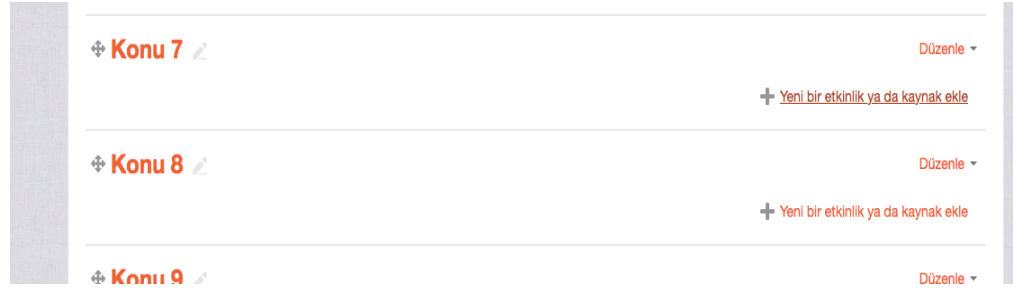 Konu 7
Düzenle
Yeni bir etkinlik ya da kaynak ekle
Konu 8
Düzenle
Yeni bir etkinlik ya da kaynak ekle
Konu 9
Düzenle